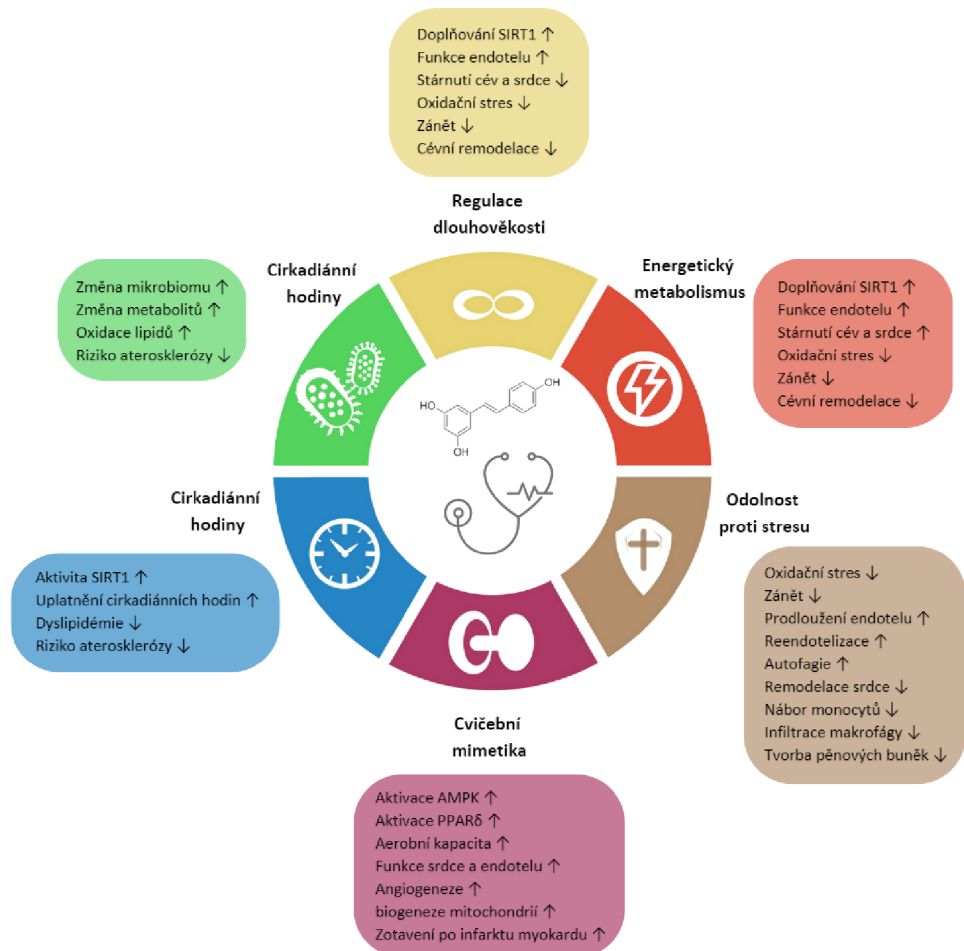 Doplňování SIRT1 ↑
Funkce endotelu ↑
Stárnutí cév a srdce ↓
Oxidační stres ↓
Zánět ↓
Cévní remodelace ↓
Regulace
dlouhověkosti
Cirkadiánní
hodiny
Změna mikrobiomu ↑
Změna metabolitů ↑
Oxidace lipidů ↑
Riziko aterosklerózy ↓
Energetický
metabolismus
Doplňování SIRT1 ↑
Funkce endotelu ↑
Stárnutí cév a srdce ↑
Oxidační stres ↓
Zánět ↓
Cévní remodelace ↓
OH
HO
OH
Cirkadiánní
hodiny
Aktivita SIRT1 ↑
Uplatnění cirkadiánních hodin ↑
Dyslipidémie ↓
Riziko aterosklerózy ↓
Odolnost
proti stresu
Oxidační stres ↓
Zánět ↓
Prodloužení endotelu ↑
Reendotelizace ↑
Autofagie ↑
Remodelace srdce ↓
Nábor monocytů ↓
Infiltrace makrofágy ↓
Tvorba pěnových buněk ↓
Cvičební
mimetika
Aktivace AMPK ↑
Aktivace PPARδ ↑
Aerobní kapacita ↑
Funkce srdce a endotelu ↑
Angiogeneze ↑
biogeneze mitochondrií ↑
Zotavení po infarktu myokardu ↑